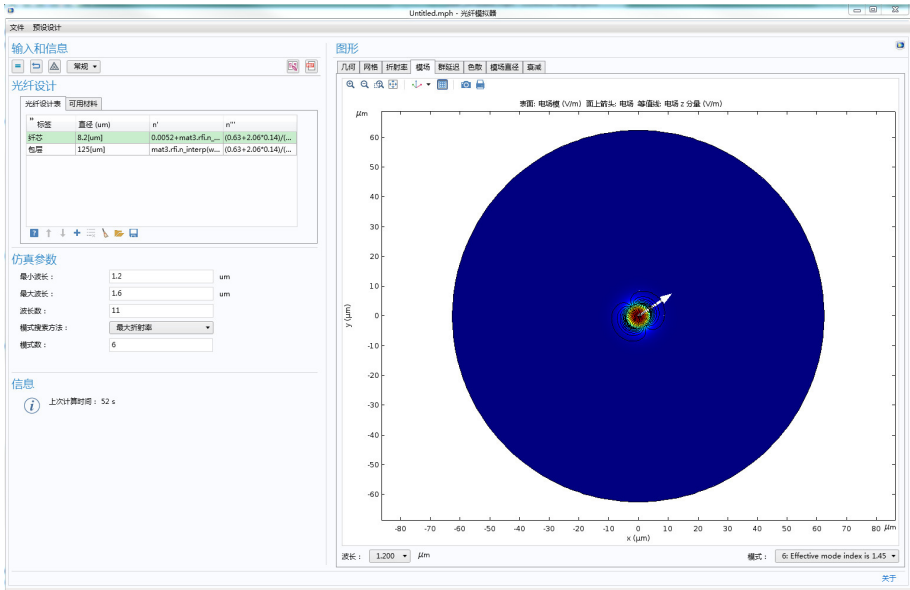 Untitled.mph - 光纤模拟器
文件 预设设计
输入和信息
常规
光纤设计
光纤设计表 可用材料
标签 直径 (um) n' n''
纤芯 8.2[um] 0.0052+mat3.rfi.n_... (0.63+2.06*0.14)/(...
包层 125[um] mat3.rfi.n_interp(w... (0.63+2.06*0.14)/(...
仿真参数
最小波长： 1.2 um
最大波长： 1.6 um
波长数： 11
模式搜索方法： 最大折射率
模式数： 6
信息
上次计算时间： 52 s
图形
几何 网格 折射率 模场 群延迟 色散 模场直径 衰减
表面: 电场模 (V/m) 面上箭头: 电场 等值线: 电场 z 分量 (V/m)
μm
60
50
40
30
20
10
0
-10
-20
-30
-40
-50
-60
y (μm)
-80 -70 -60 -50 -40 -30 -20 -10 0 10 20 30 40 50 60 70 80 μm
x (μm)
波长： 1.200 μm 模式： 6: Effective mode index is 1.45
关于